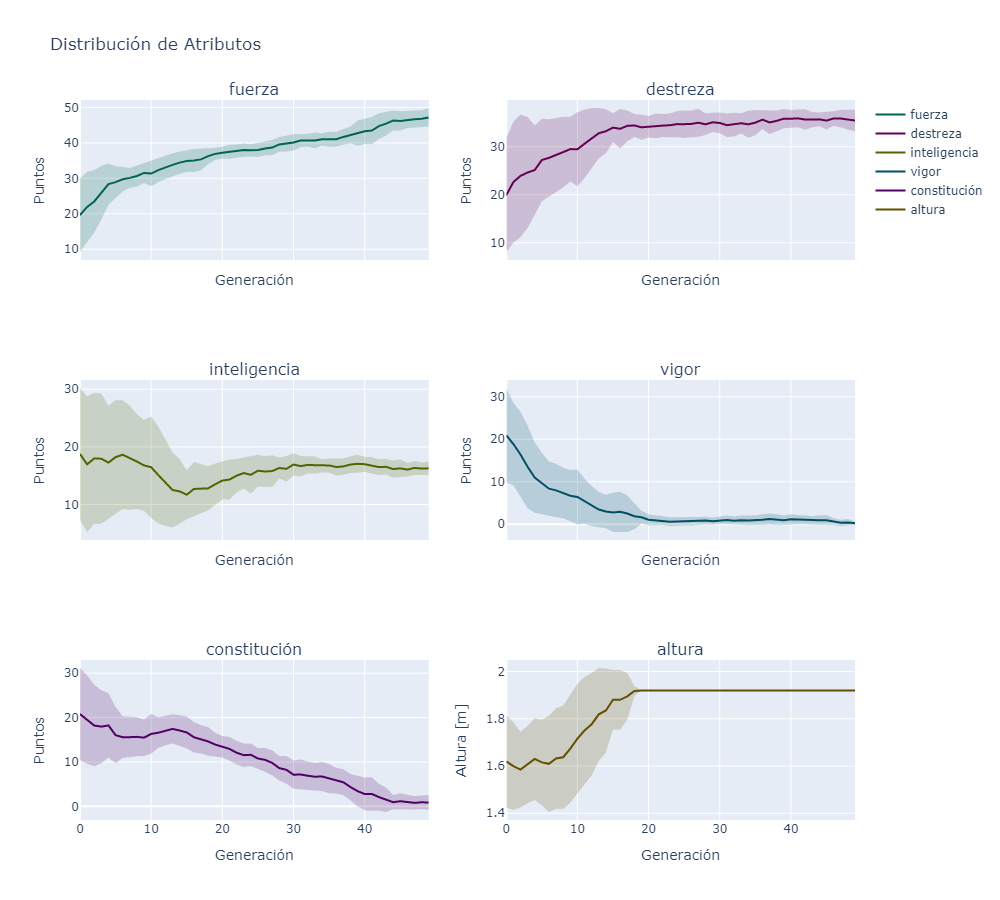 Distribución de Atributos
fuerza
destreza
50
40
30
20
10
Puntos
Generación
30
20
10
Puntos
Generación
fuerza
destreza
inteligencia
vigor
constitución
altura
inteligencia
vigor
30
20
10
Puntos
Generación
30
20
10
0
Puntos
Generación
constitución
altura
30
20
10
0
Puntos
0 10 20 30 40
Generación
2
1.8
1.6
1.4
Altura [m]
0 10 20 30 40
Generación